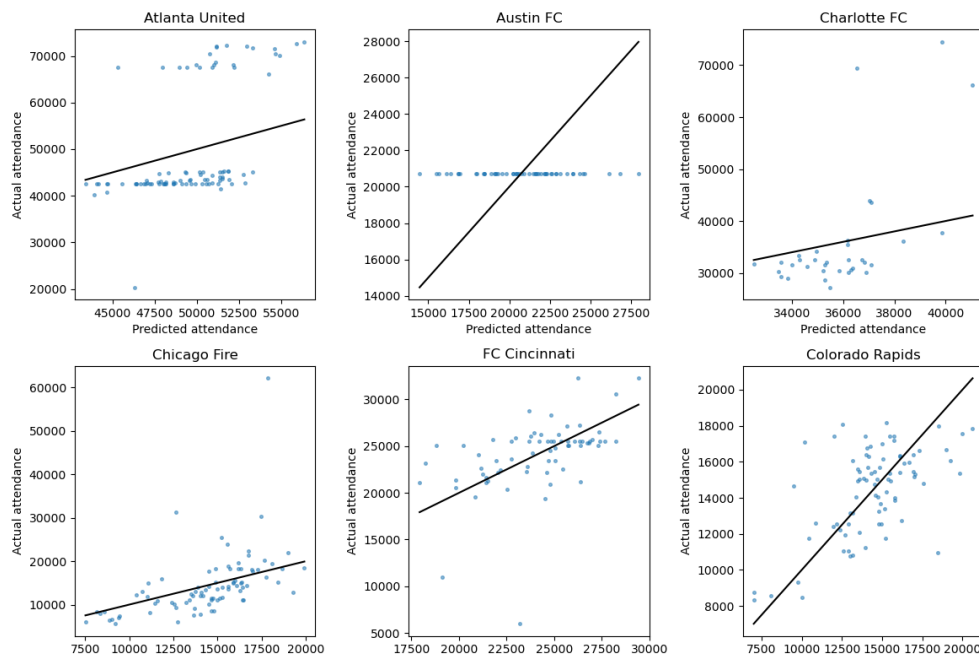 Atlanta United
Austin FC
Charlotte FC
70000
60000
50000
40000
30000
20000
Actual attendance
45000 47500 50000 52500 55000
Predicted attendance
28000
26000
24000
22000
20000
18000
16000
14000
Actual attendance
15000 17500 20000 22500 25000 27500
Predicted attendance
70000
60000
50000
40000
30000
Actual attendance
34000 36000 38000 40000
Predicted attendance
Chicago Fire
FC Cincinnati
Colorado Rapids
60000
50000
40000
30000
20000
10000
Actual attendance
7500 10000 12500 15000 17500 20000
30000
25000
20000
15000
10000
5000
Actual attendance
17500 20000 22500 25000 27500 30000
20000
18000
16000
14000
12000
10000
8000
Actual attendance
7500 10000 12500 15000 17500 20000